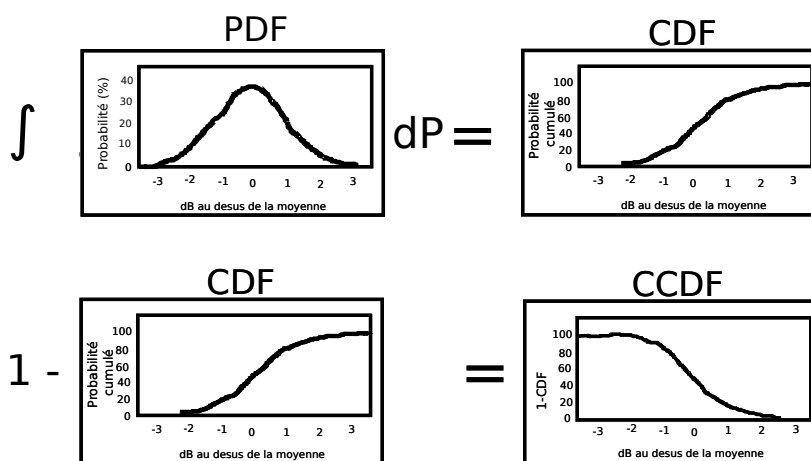 PDF
∫
Probabilité (%)
40
30
20
10
0
-3 -2 -1 0 1 2 3
dB au desus de la moyenne
dP =
CDF
Probabilité
cumulé
100
80
60
40
20
0
-3 -2 -1 0 1 2 3
dB au desus de la moyenne
1 -
CDF
Probabilité
cumulé
100
80
60
40
20
0
-3 -2 -1 0 1 2 3
dB au desus de la moyenne
=
CCDF
1-CDF
100
80
60
40
20
0
-3 -2 -1 0 1 2 3
dB au desus de la moyenne